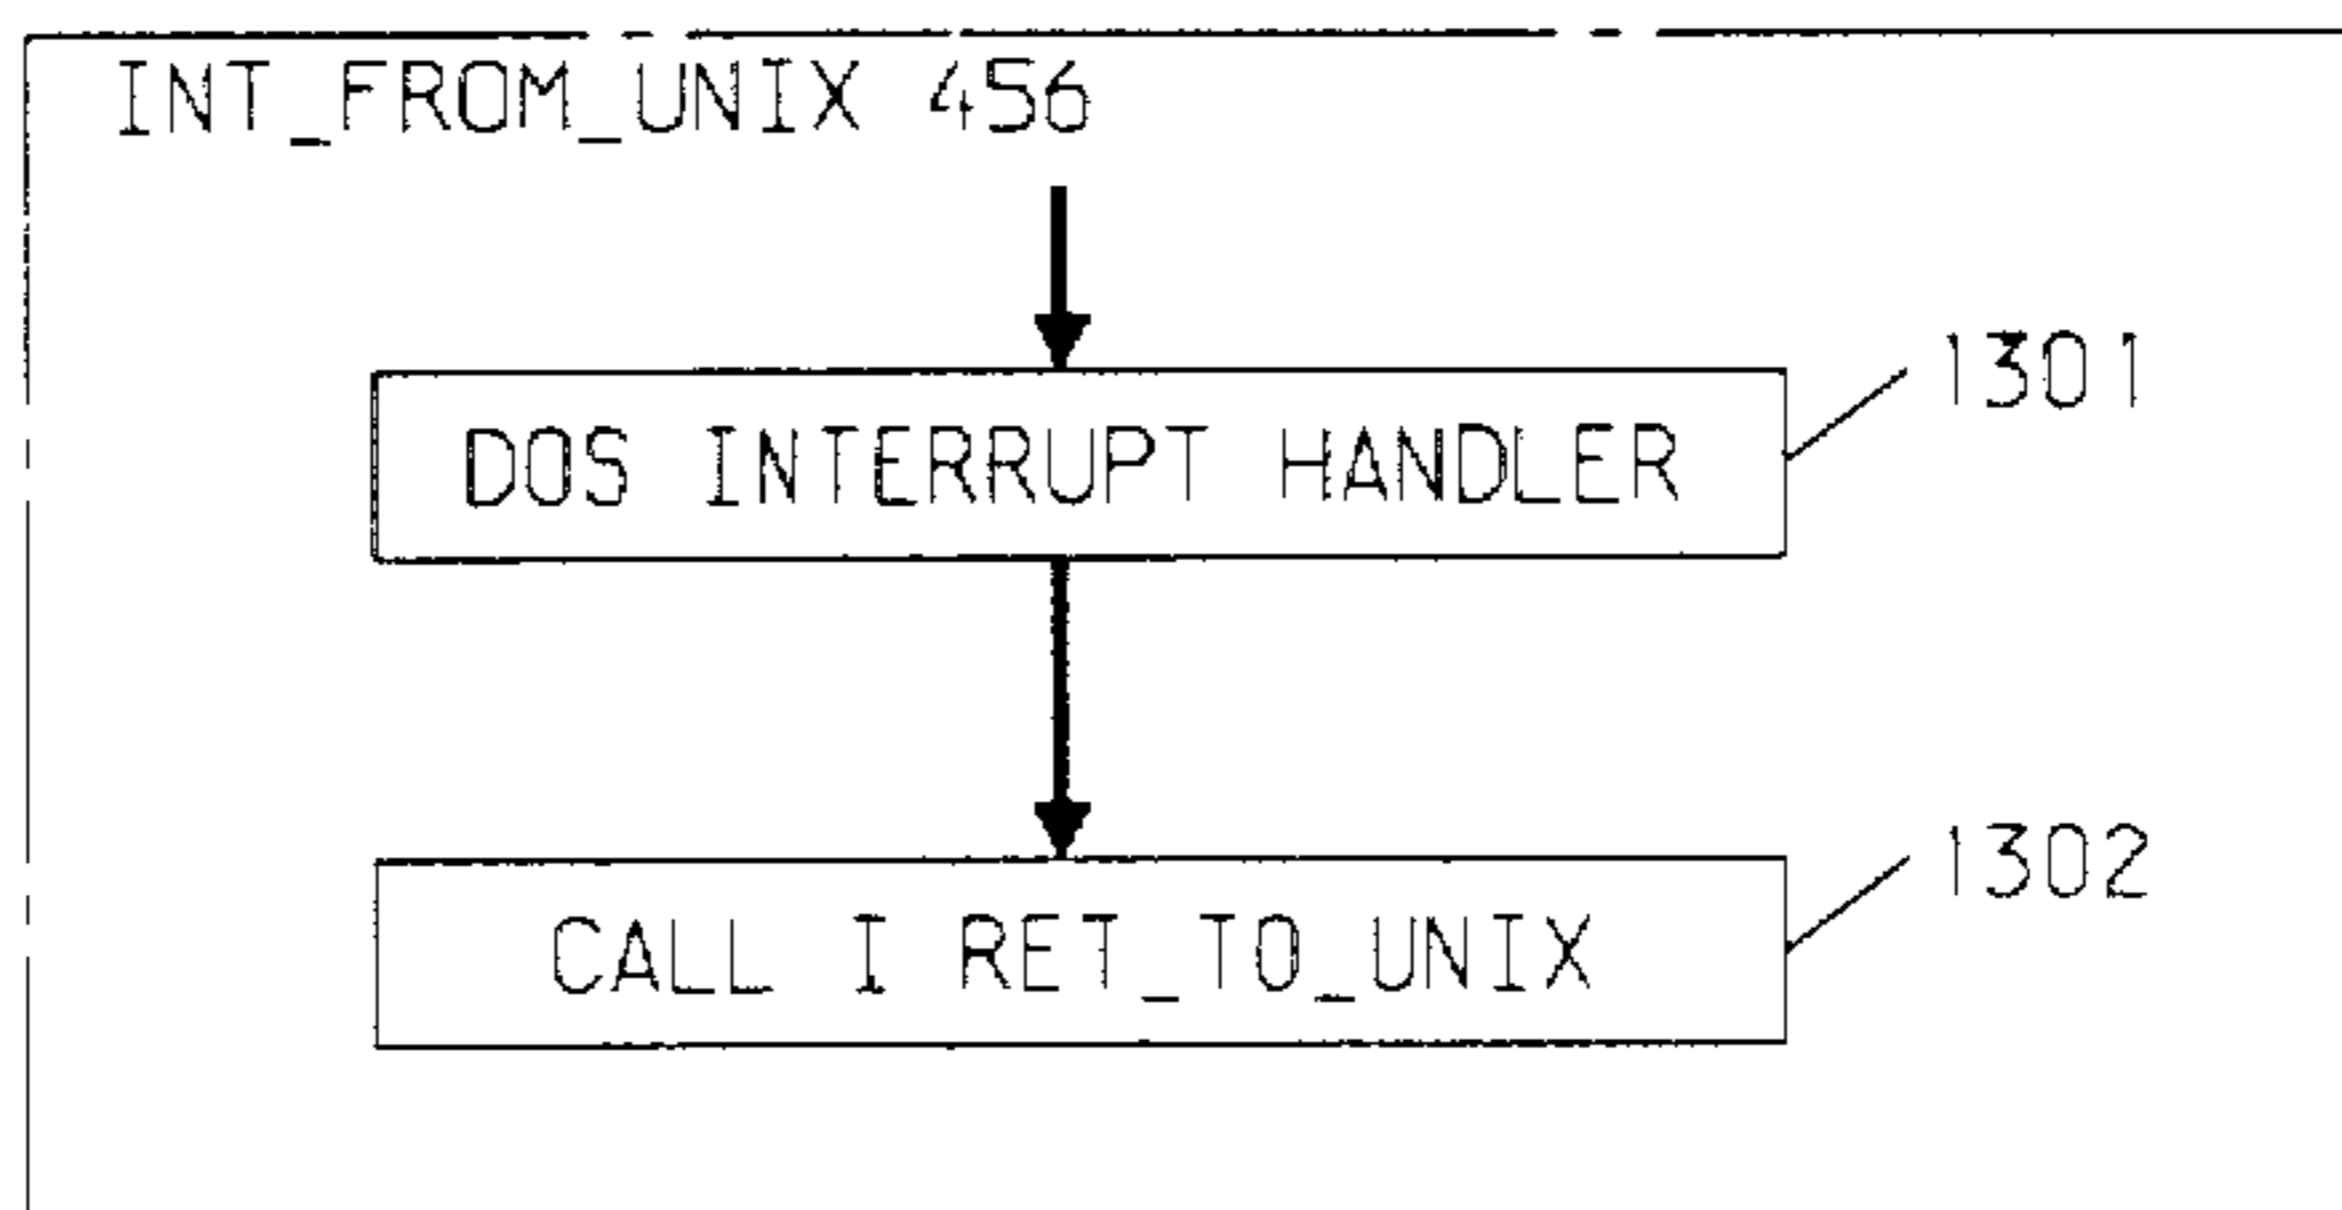 INT_FROM_UNIX 456
1301
DOS INTERRUPT HANDLER
1302
CALL I RET_TO_UNIX